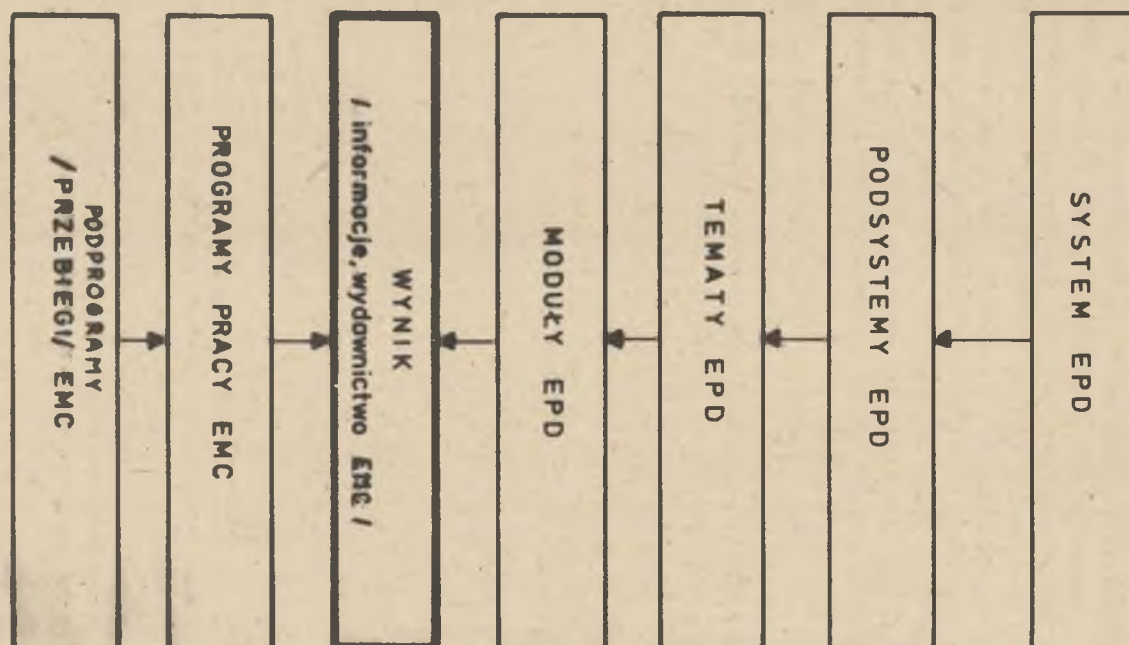 SYSTEM EPD
PODSYSTEMY EPD
TEMATY EPD
MODUŁY EPD
WYNIK
/ informacje, wydawnictwo EMC /
PROGRAMY PRACY EMC
PODPROGRAMY
/PRZEBIEGI/ EMC